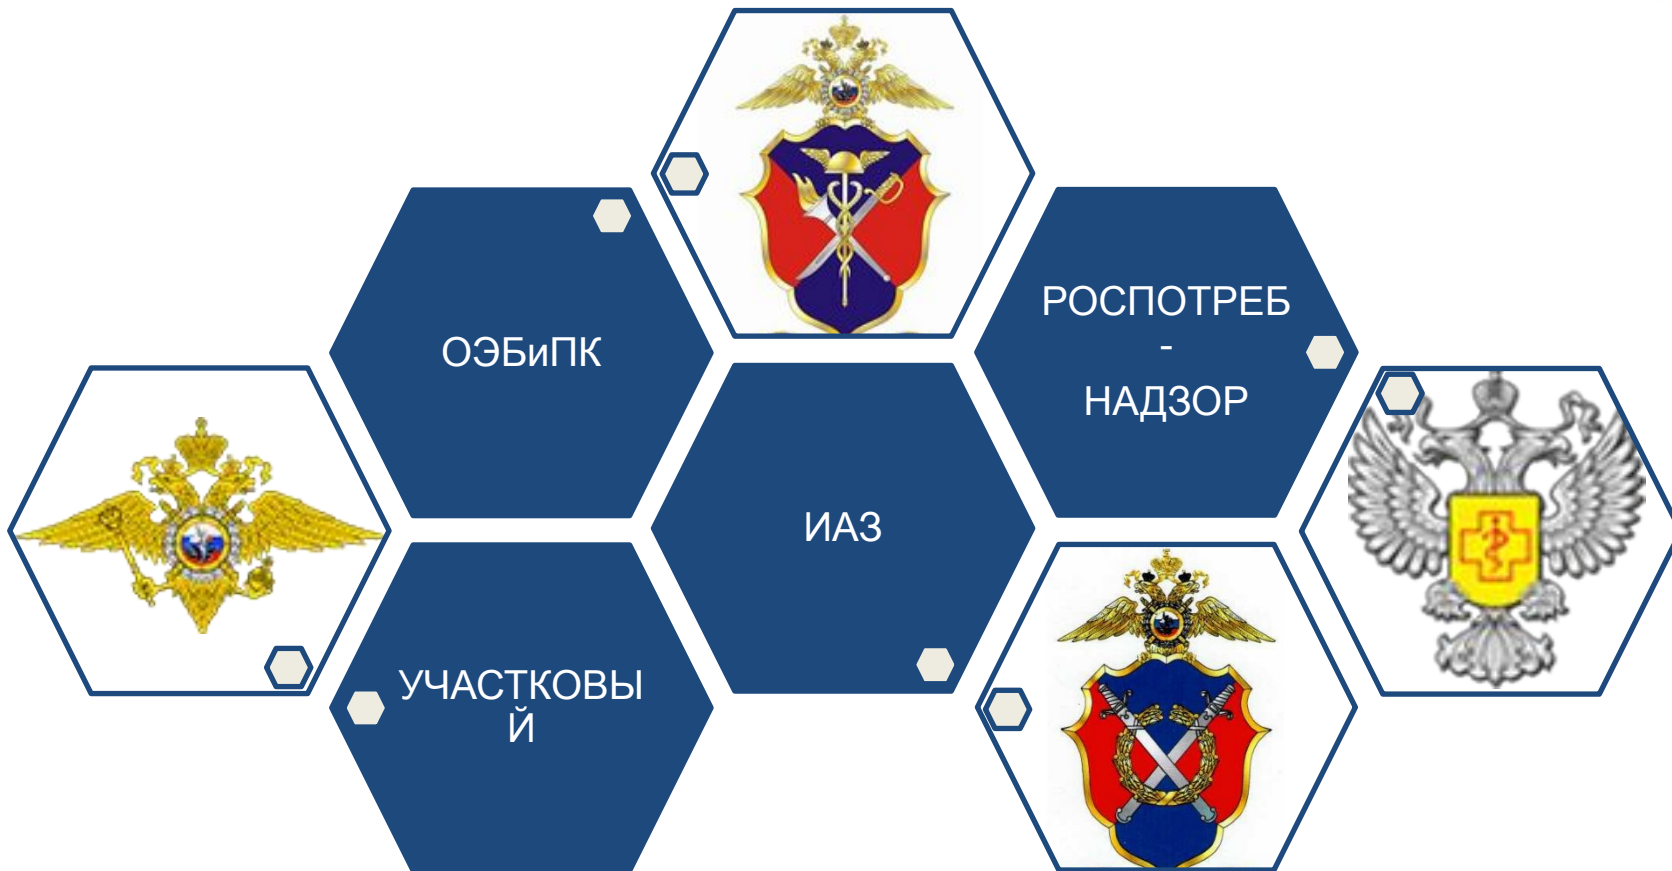 ОЭБиПК
РОСПОТРЕБ
-
НАДЗОР
ИАЗ
УЧАСТКОВЫ
Й